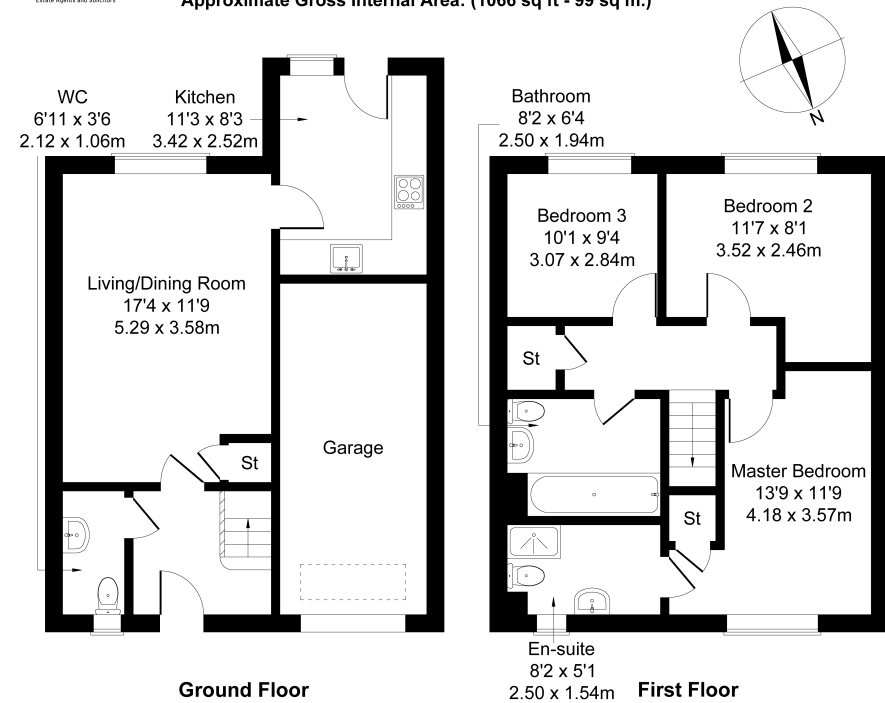 Estate Agents and Solicitors
Approximate Gross Internal Area: (1066 sq ft - 99 sq m.)
N
WC
6'11 x 3'6
2.12 x 1.06m
Kitchen
11'3 x 8'3
3.42 x 2.52m
Living/Dining Room
17'4 x 11'9
5.29 x 3.58m
St
Garage
Ground Floor
Bathroom
8'2 x 6'4
2.50 x 1.94m
Bedroom 3
10'1 x 9'4
3.07 x 2.84m
Bedroom 2
11'7 x 8'1
3.52 x 2.46m
St
Master Bedroom
13'9 x 11'9
4.18 x 3.57m
St
En-suite
8'2 x 5'1
2.50 x 1.54m
First Floor